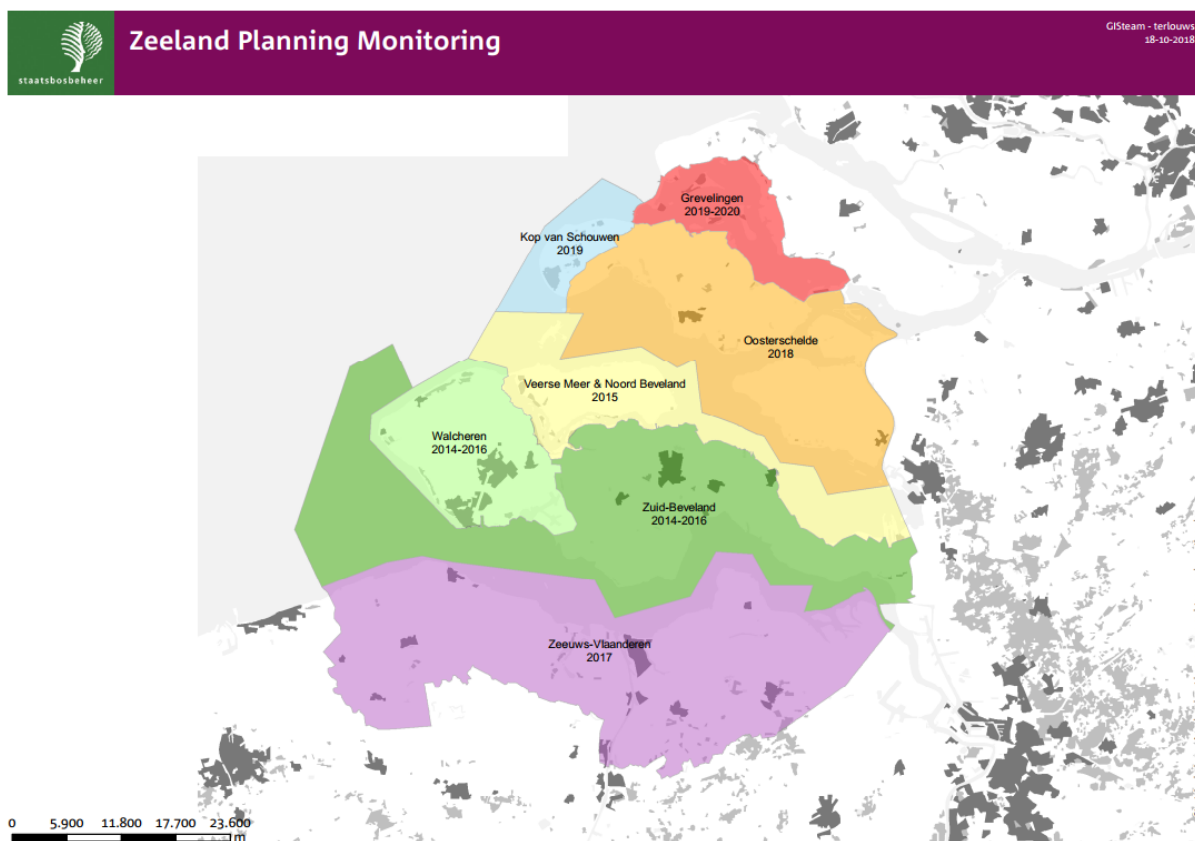 staatsbosbeheer
Zeeland Planning Monitoring
GISteam - terlouws
18-10-2018
Grevelingen
2019-2020
Kop van Schouwen
2019
Oosterschelde
2018
Veerse Meer & Noord Beveland
2015
Walcheren
2014-2016
Zuid-Beveland
2014-2016
Zeeuws-Vlaanderen
2017
0 5.900 11.800 17.700 23.600
m